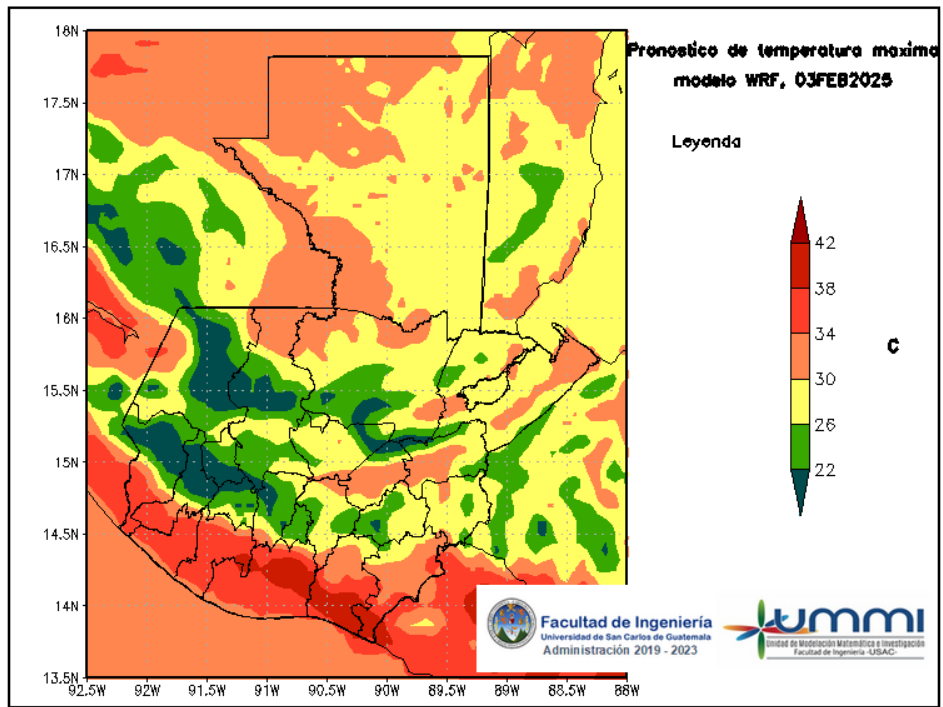 Pronostico de temperatura maxima
modelo WRF, 03FEB2025
Leyenda
42
38
34
30
26
22
C
18N
17.5N
17N
16.5N
16N
15.5N
15N
14.5N
14N
13.5N
92.5W 92W 91.5W 91W 90.5W 90W 89.5W 89W 88.5W 88W
Facultad de Ingeniería
Universidad de San Carlos de Guatemala
Administración 2019 - 2023
UMMI
Unidad de Modelación Matemática e Investigación
Facultad de Ingeniería -USAC-